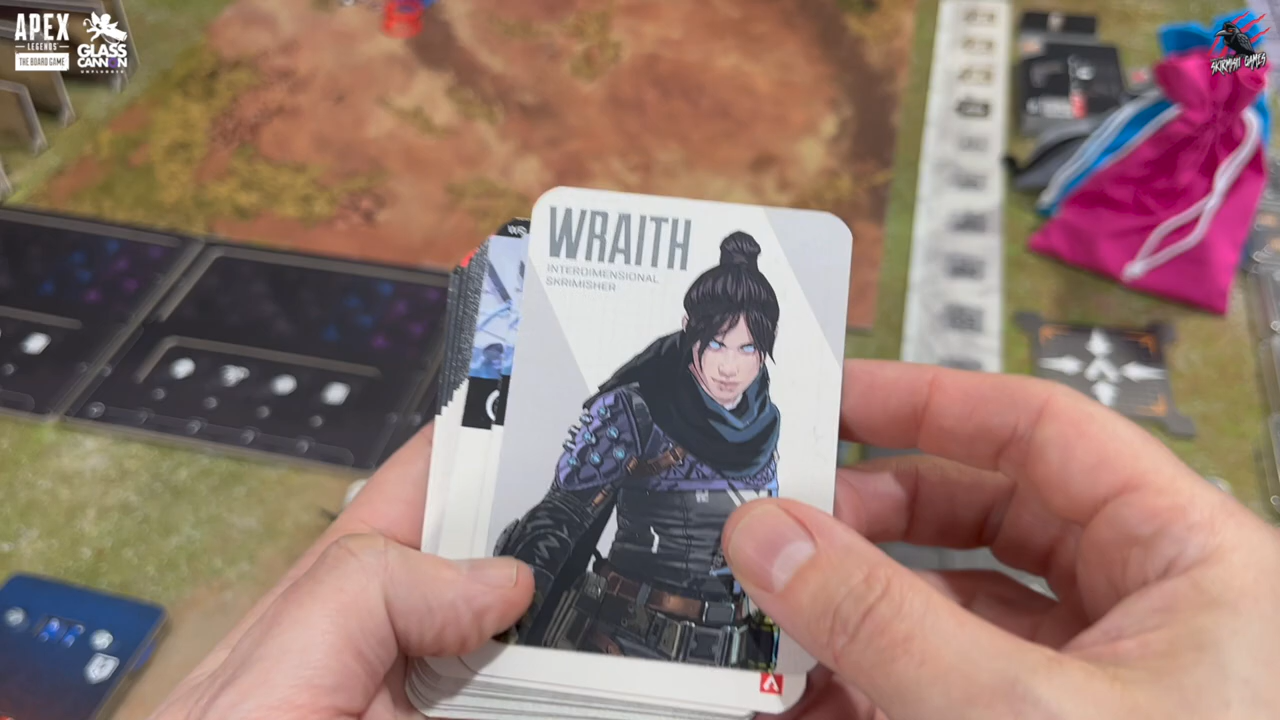 APEX
LEGENDS
THE BOARD GAME
GLASS
CANNON
UNPLUGGED
SKIRMISH GAMES
WRAITH
INTERDIMENSIONAL
SKRIMISHER